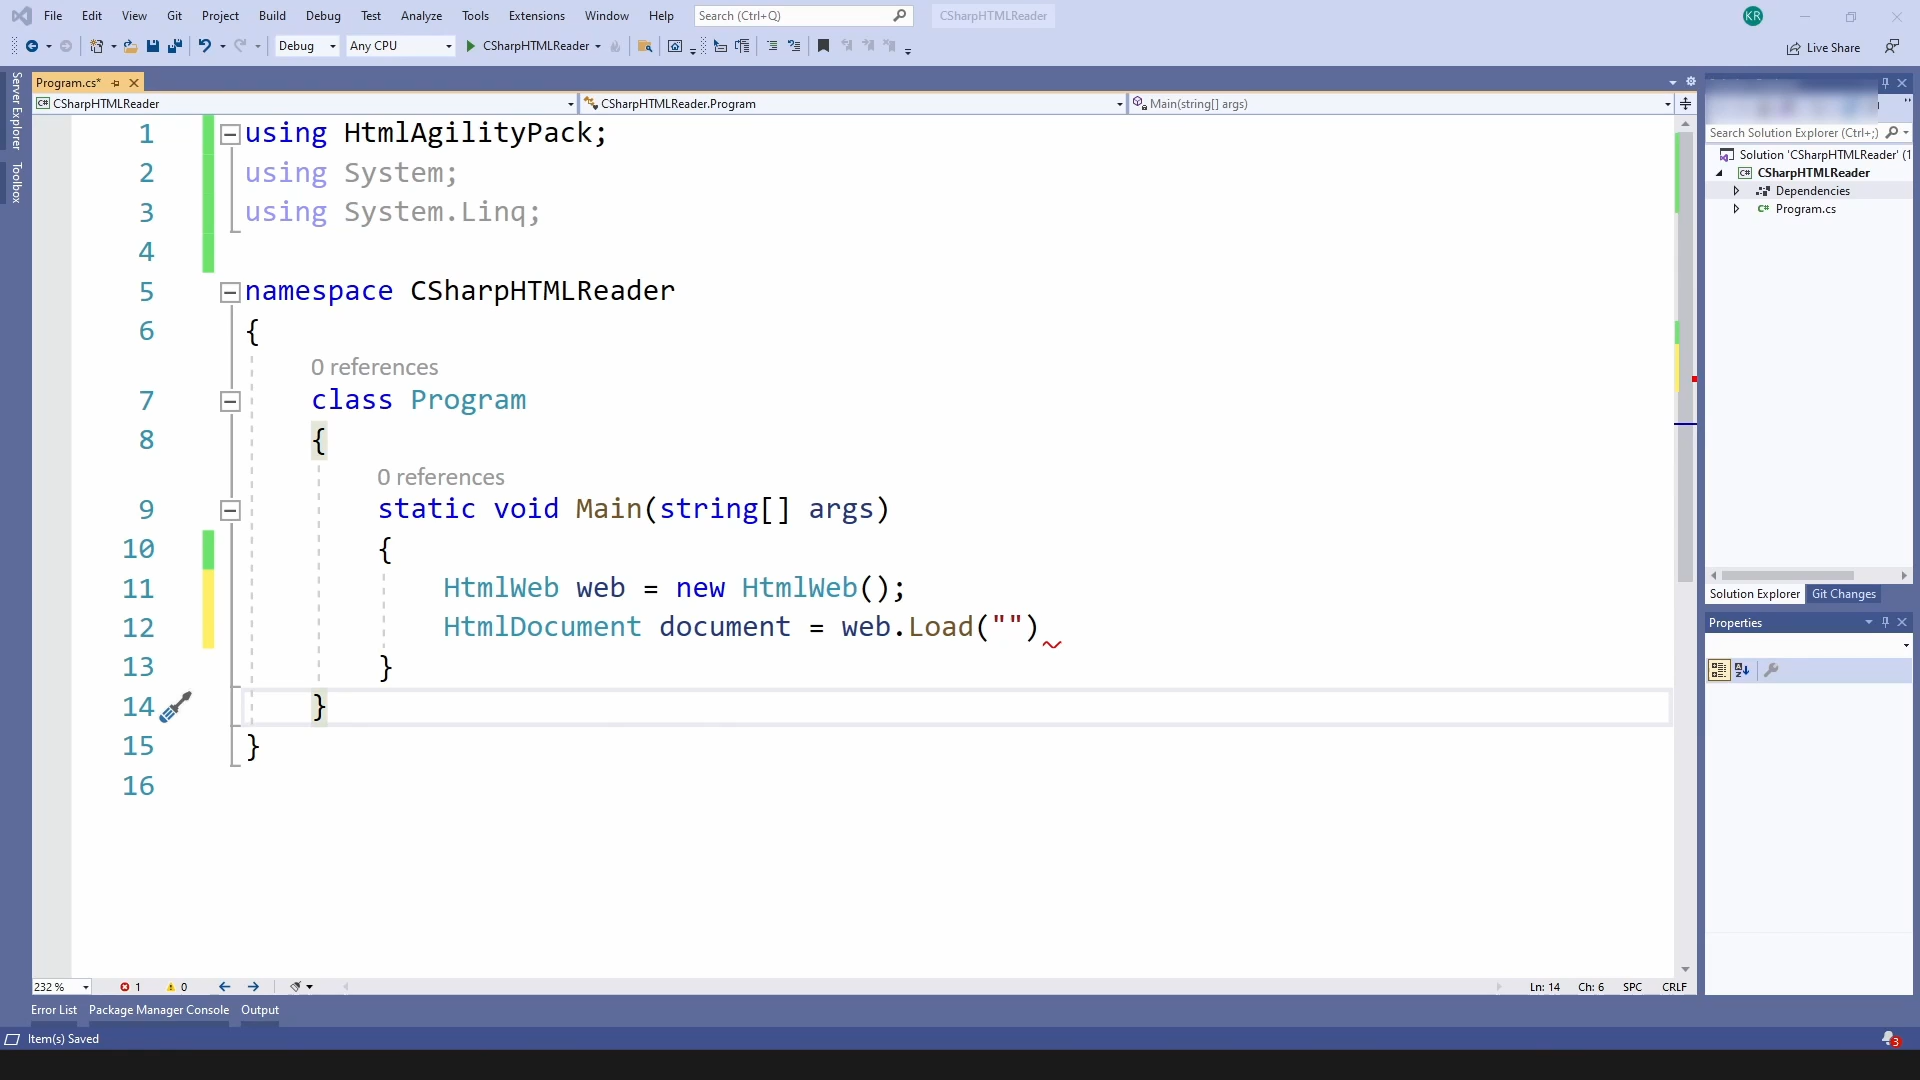 File Edit View Git Project Build Debug Test Analyze Tools Extensions Window Help Search (Ctrl+Q) CSharpHTMLReader KR
Debug Any CPU CSharpHTMLReader Live Share
Server Explorer
Toolbox
Program.cs*
CSharpHTMLReader CSharpHTMLReader.Program Main(string[] args)
1 using HtmlAgilityPack;
2 using System;
3 using System.Linq;
4
5 namespace CSharpHTMLReader
6 {
0 references
7 class Program
8 {
0 references
9 static void Main(string[] args)
10 {
11 HtmlWeb web = new HtmlWeb();
12 HtmlDocument document = web.Load("")
13 }
14 }
15 }
16
Search Solution Explorer (Ctrl+;)
Solution 'CSharpHTMLReader' (1
CSharpHTMLReader
Dependencies
Program.cs
Solution Explorer Git Changes
Properties
232 % 1 0 Ln: 14 Ch: 6 SPC CRLF
Error List Package Manager Console Output
Item(s) Saved 3